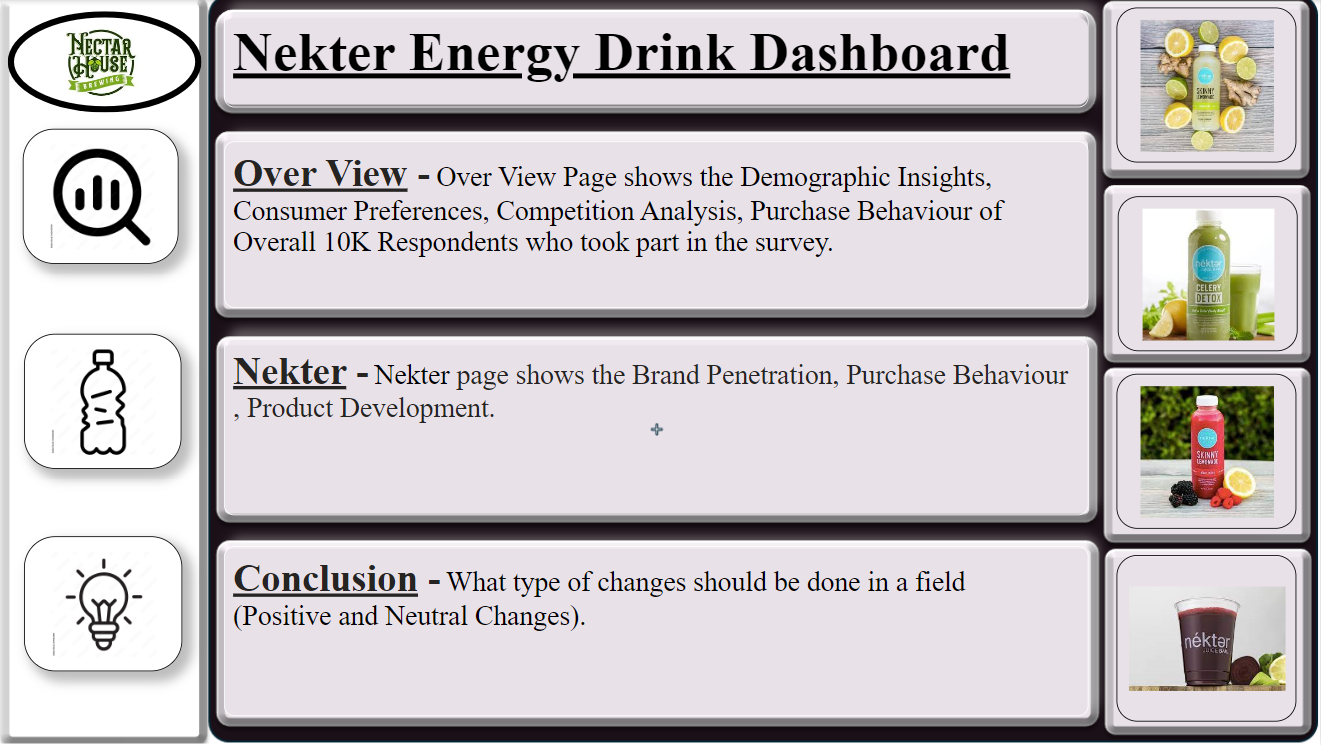 NECTAR
HOUSE
BREWING
Nekter Energy Drink Dashboard
Over View - Over View Page shows the Demographic Insights,
Consumer Preferences, Competition Analysis, Purchase Behaviour of
Overall 10K Respondents who took part in the survey.
Nekter - Nekter page shows the Brand Penetration, Purchase Behaviour
, Product Development.
Conclusion - What type of changes should be done in a field
(Positive and Neutral Changes).
SKINNY
LEMONADE
néktər
CELERY
DETOX
SKINNY
LEMONADE
néktər
JUICE BAR